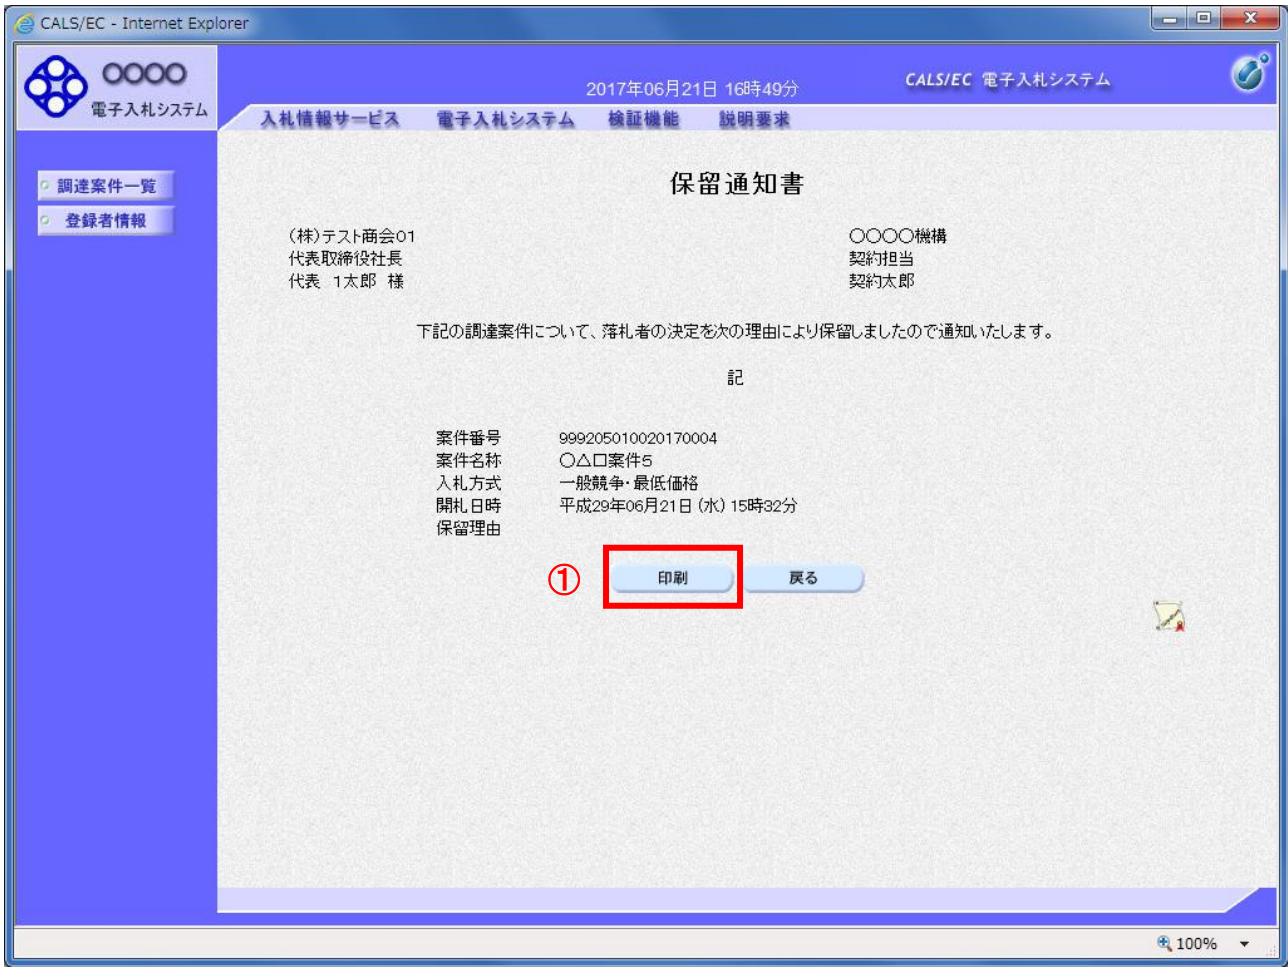 CALS/EC - Internet Explorer
〇〇〇〇
電子入札システム
2017年06月21日 16時49分
CALS/EC 電子入札システム
入札情報サービス 電子入札システム 検証機能 説明要求
調達案件一覧
登録者情報
保留通知書
(株)テスト商会01
代表取締役社長
代表 1太郎 様
〇〇〇〇機構
契約担当
契約太郎
下記の調達案件について、落札者の決定を次の理由により保留しましたので通知いたします。
記
案件番号 999205010020170004
案件名称 〇△口案件5
入札方式 一般競争・最低価格
開札日時 平成29年06月21日 (水) 15時32分
保留理由
① 印刷 戻る
100%